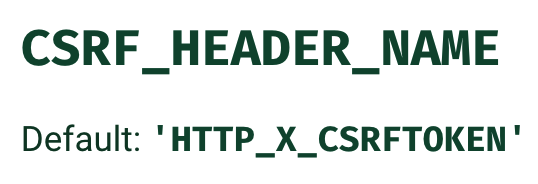 CSRF_HEADER_NAME
Default: 'HTTP_X_CSRFTOKEN'